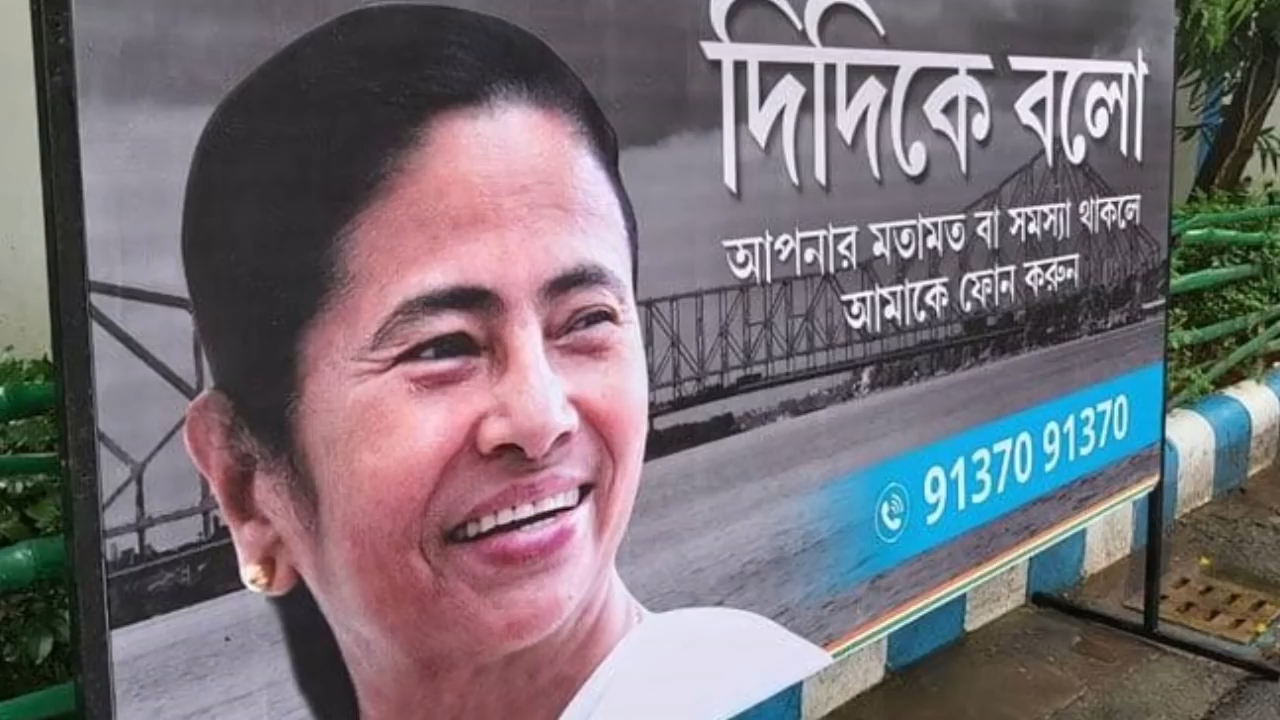 দিদিকে বলো
আপনার মতামত বা সমস্যা থাকলে
আমাকে ফোন করুন
91370 91370